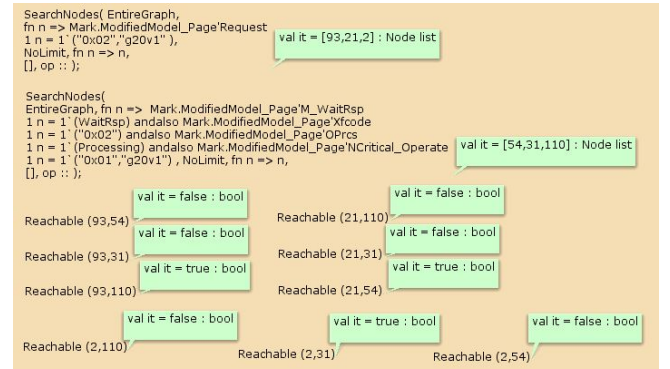 SearchNodes( EntireGraph,
fn n => Mark.ModifiedModel_Page'Request
1 n = 1`("0x02","g20v1" ),
NoLimit, fn n => n,
[], op :: );
val it = [93,21,2] : Node list
SearchNodes(
EntireGraph, fn n => Mark.ModifiedModel_Page'M_WaitRsp
1 n = 1`(WaitRsp) andalso Mark.ModifiedModel_Page'Xfcode
1 n = 1`("0x02") andalso Mark.ModifiedModel_Page'OPrcs
1 n = 1`(Processing) andalso Mark.ModifiedModel_Page'NCritical_Operate
1 n = 1`("0x01","g20v1") , NoLimit, fn n => n,
[], op :: );
val it = [54,31,110] : Node list
val it = false : bool
Reachable (93,54)
val it = false : bool
Reachable (21,110)
val it = false : bool
Reachable (93,31)
val it = false : bool
Reachable (21,31)
val it = true : bool
Reachable (93,110)
val it = true : bool
Reachable (21,54)
val it = false : bool
Reachable (2,110)
val it = true : bool
Reachable (2,31)
val it = false : bool
Reachable (2,54)